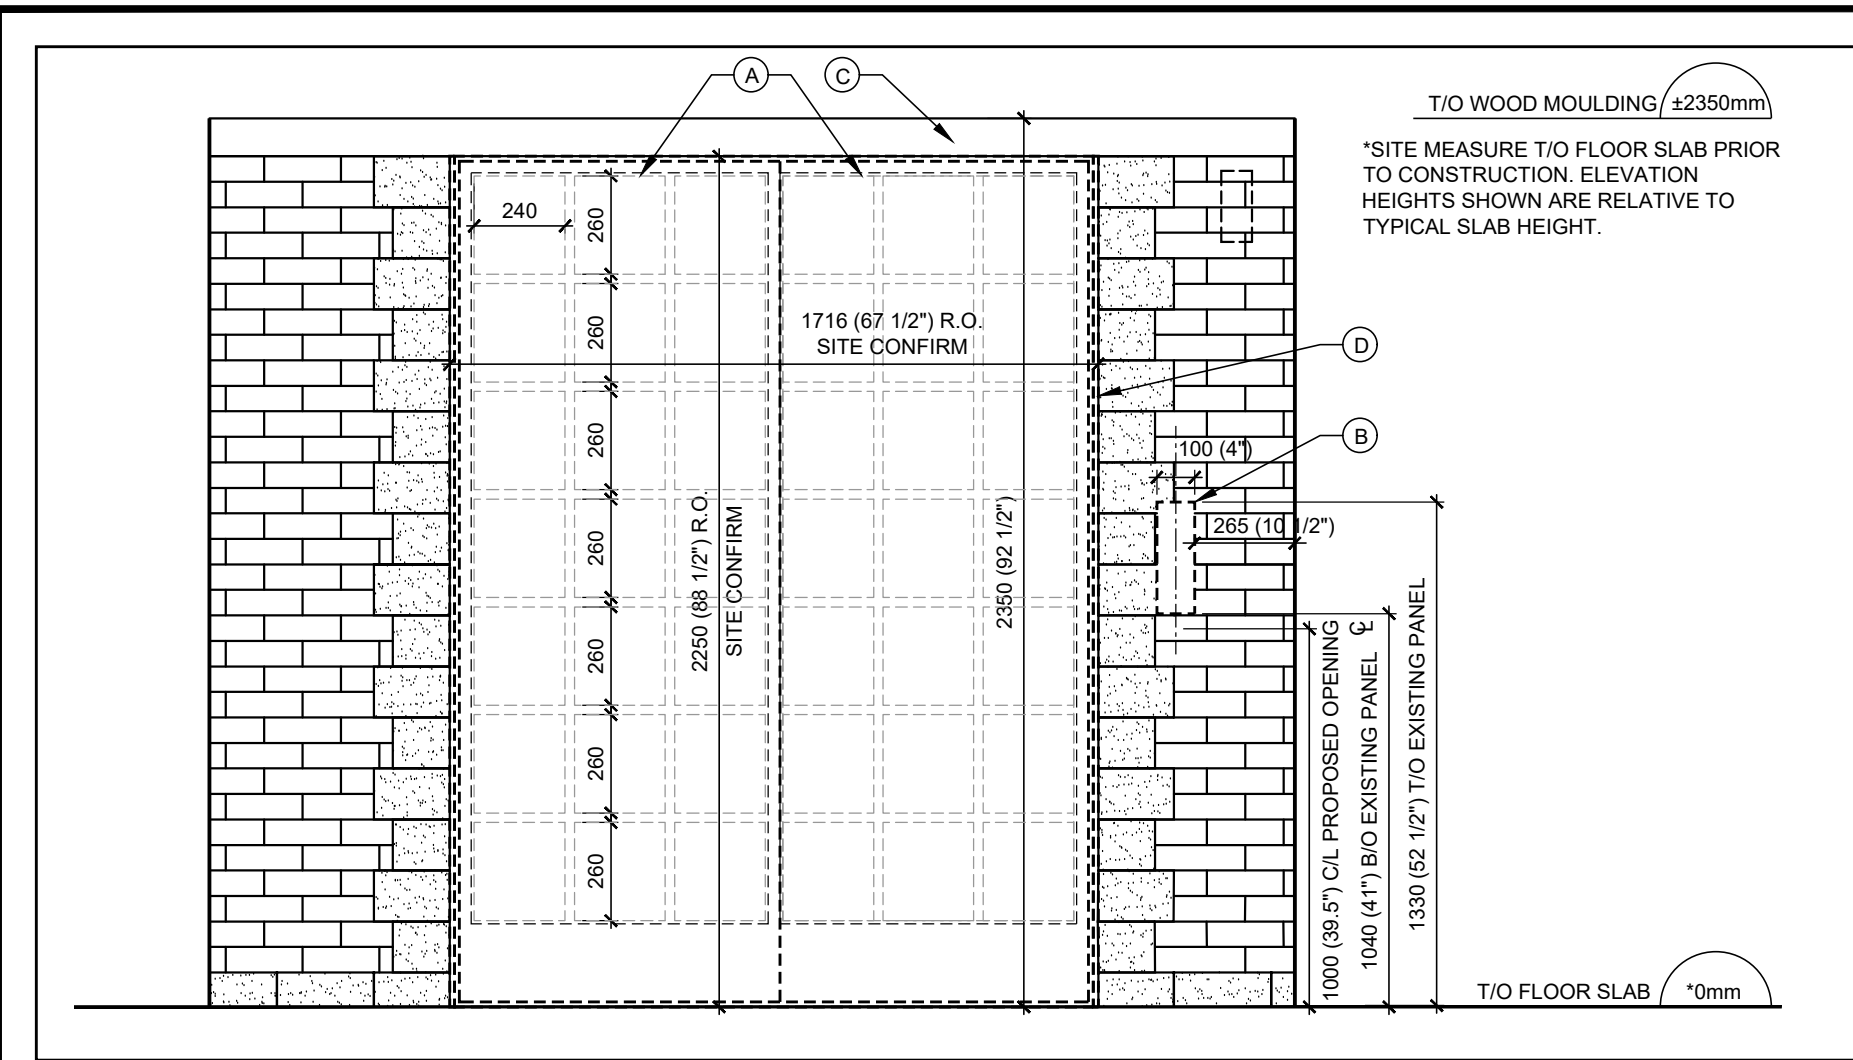 A
C
T/O WOOD MOULDING
±2350mm
*SITE MEASURE T/O FLOOR SLAB PRIOR
TO CONSTRUCTION. ELEVATION
HEIGHTS SHOWN ARE RELATIVE TO
TYPICAL SLAB HEIGHT.
240
260
260
260
260
260
260
260
1716 (67 1/2") R.O.
SITE CONFIRM
2250 (88 1/2") R.O.
SITE CONFIRM
2350 (92 1/2")
D
B
100 (4")
265 (10 1/2")
1000 (39.5") C/L PROPOSED OPENING
℄
1040 (41") B/O EXISTING PANEL
1330 (52 1/2") T/O EXISTING PANEL
T/O FLOOR SLAB
*0mm